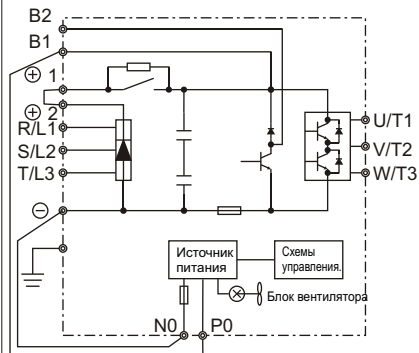 B2
B1
⊕ 1
⊕ 2
R/L1
S/L2
T/L3
⊖
U/T1
V/T2
W/T3
Источник
питания
Схемы
управления.
Блок вентилятора
N0 P0